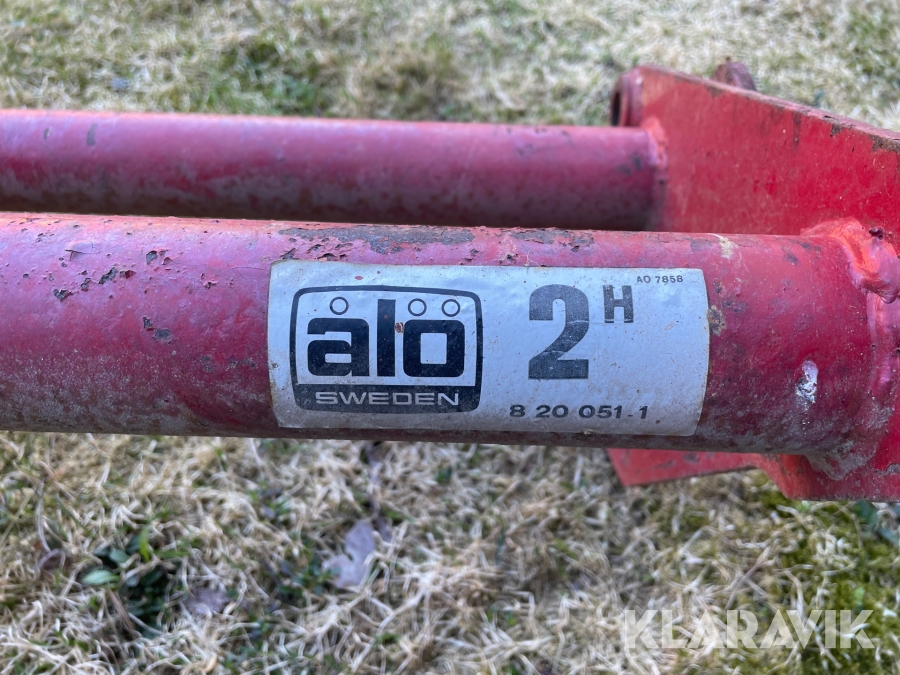 ålö
SWEDEN
2H
AO 7858
8 20 051-1
KLARAVIK